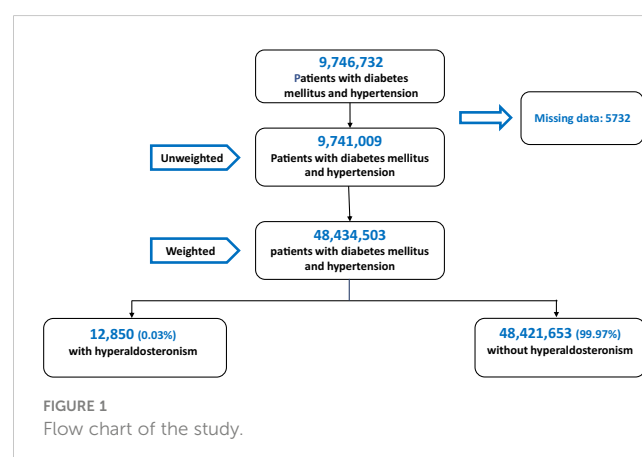 9,746,732
Patients with diabetes
mellitus and hypertension
Missing data: 5732
9,741,009
Unweighted
Patients with diabetes mellitus
and hypertension
48,434,503
Weighted
patients with diabetes mellitus
and hypertension
12,850 (0.03%)
with hyperaldosteronism
48,421,653 (99.97%)
without hyperaldosteronism
FIGURE 1
Flow chart of the study.